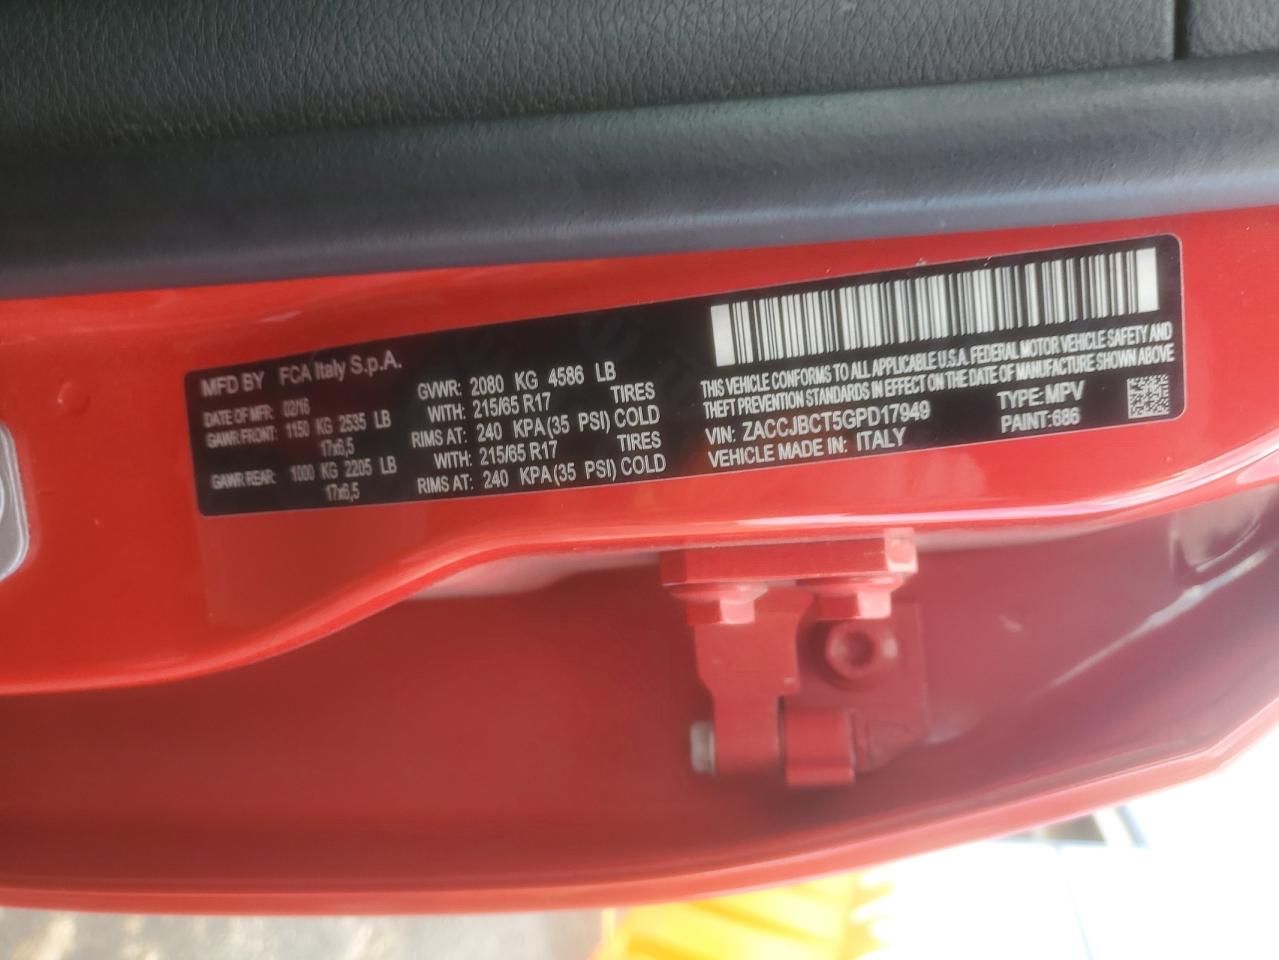 MFD BY FCA Italy S.p.A.
DATE OF MFR: 02/16 GVWR: 2080 KG 4586 LB
GAWR FRONT: 1150 KG 2535 LB WITH: 215/65 R17 TIRES
17x6,5 RIMS AT: 240 KPA(35 PSI) COLD
GAWR REAR: 1000 KG 2205 LB WITH: 215/65 R17 TIRES
17x6,5 RIMS AT: 240 KPA(35 PSI) COLD
THIS VEHICLE CONFORMS TO ALL APPLICABLE U.S.A. FEDERAL MOTOR VEHICLE SAFETY AND
THEFT PREVENTION STANDARDS IN EFFECT ON THE DATE OF MANUFACTURE SHOWN ABOVE
VIN: ZACCJBCT5GPD17949 TYPE: MPV
VEHICLE MADE IN: ITALY PAINT:686